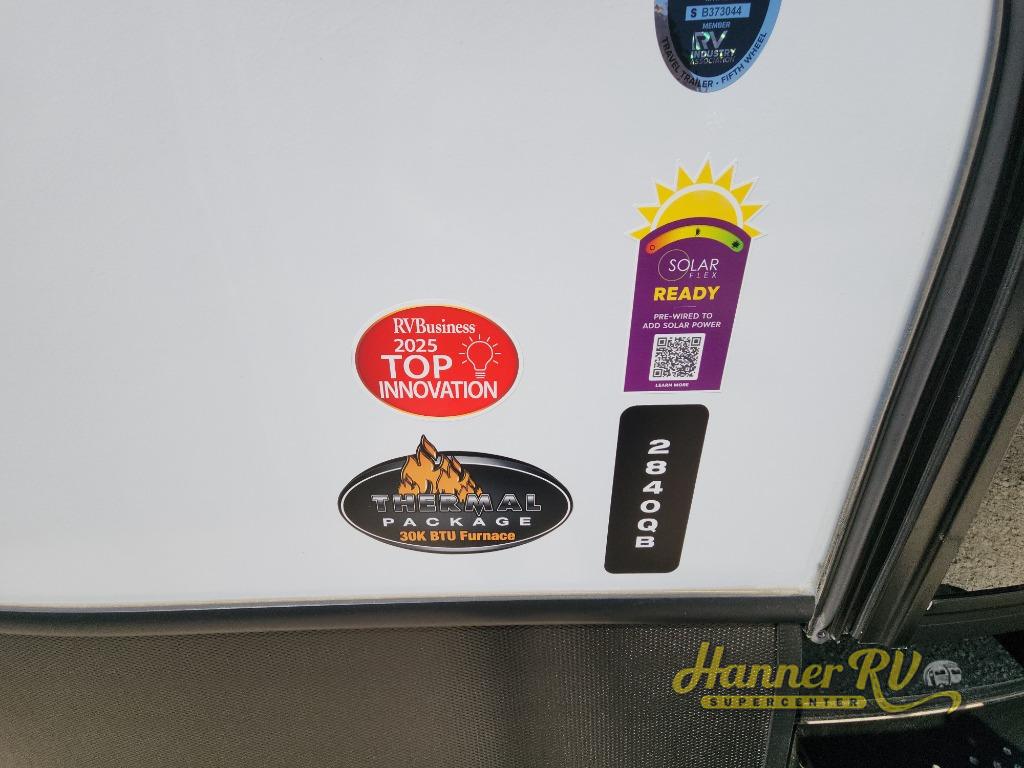 S B373044
MEMBER
RV
INDUSTRY
ASSOCIATION
TRAVEL TRAILER • FIFTH WHEEL
SOLAR
FLEX
READY
PRE-WIRED TO
ADD SOLAR POWER
LEARN MORE
RVBusiness
2025
TOP
INNOVATION
THERMAL
PACKAGE
30K BTU Furnace
2840QB
Hanner RV
SUPERCENTER